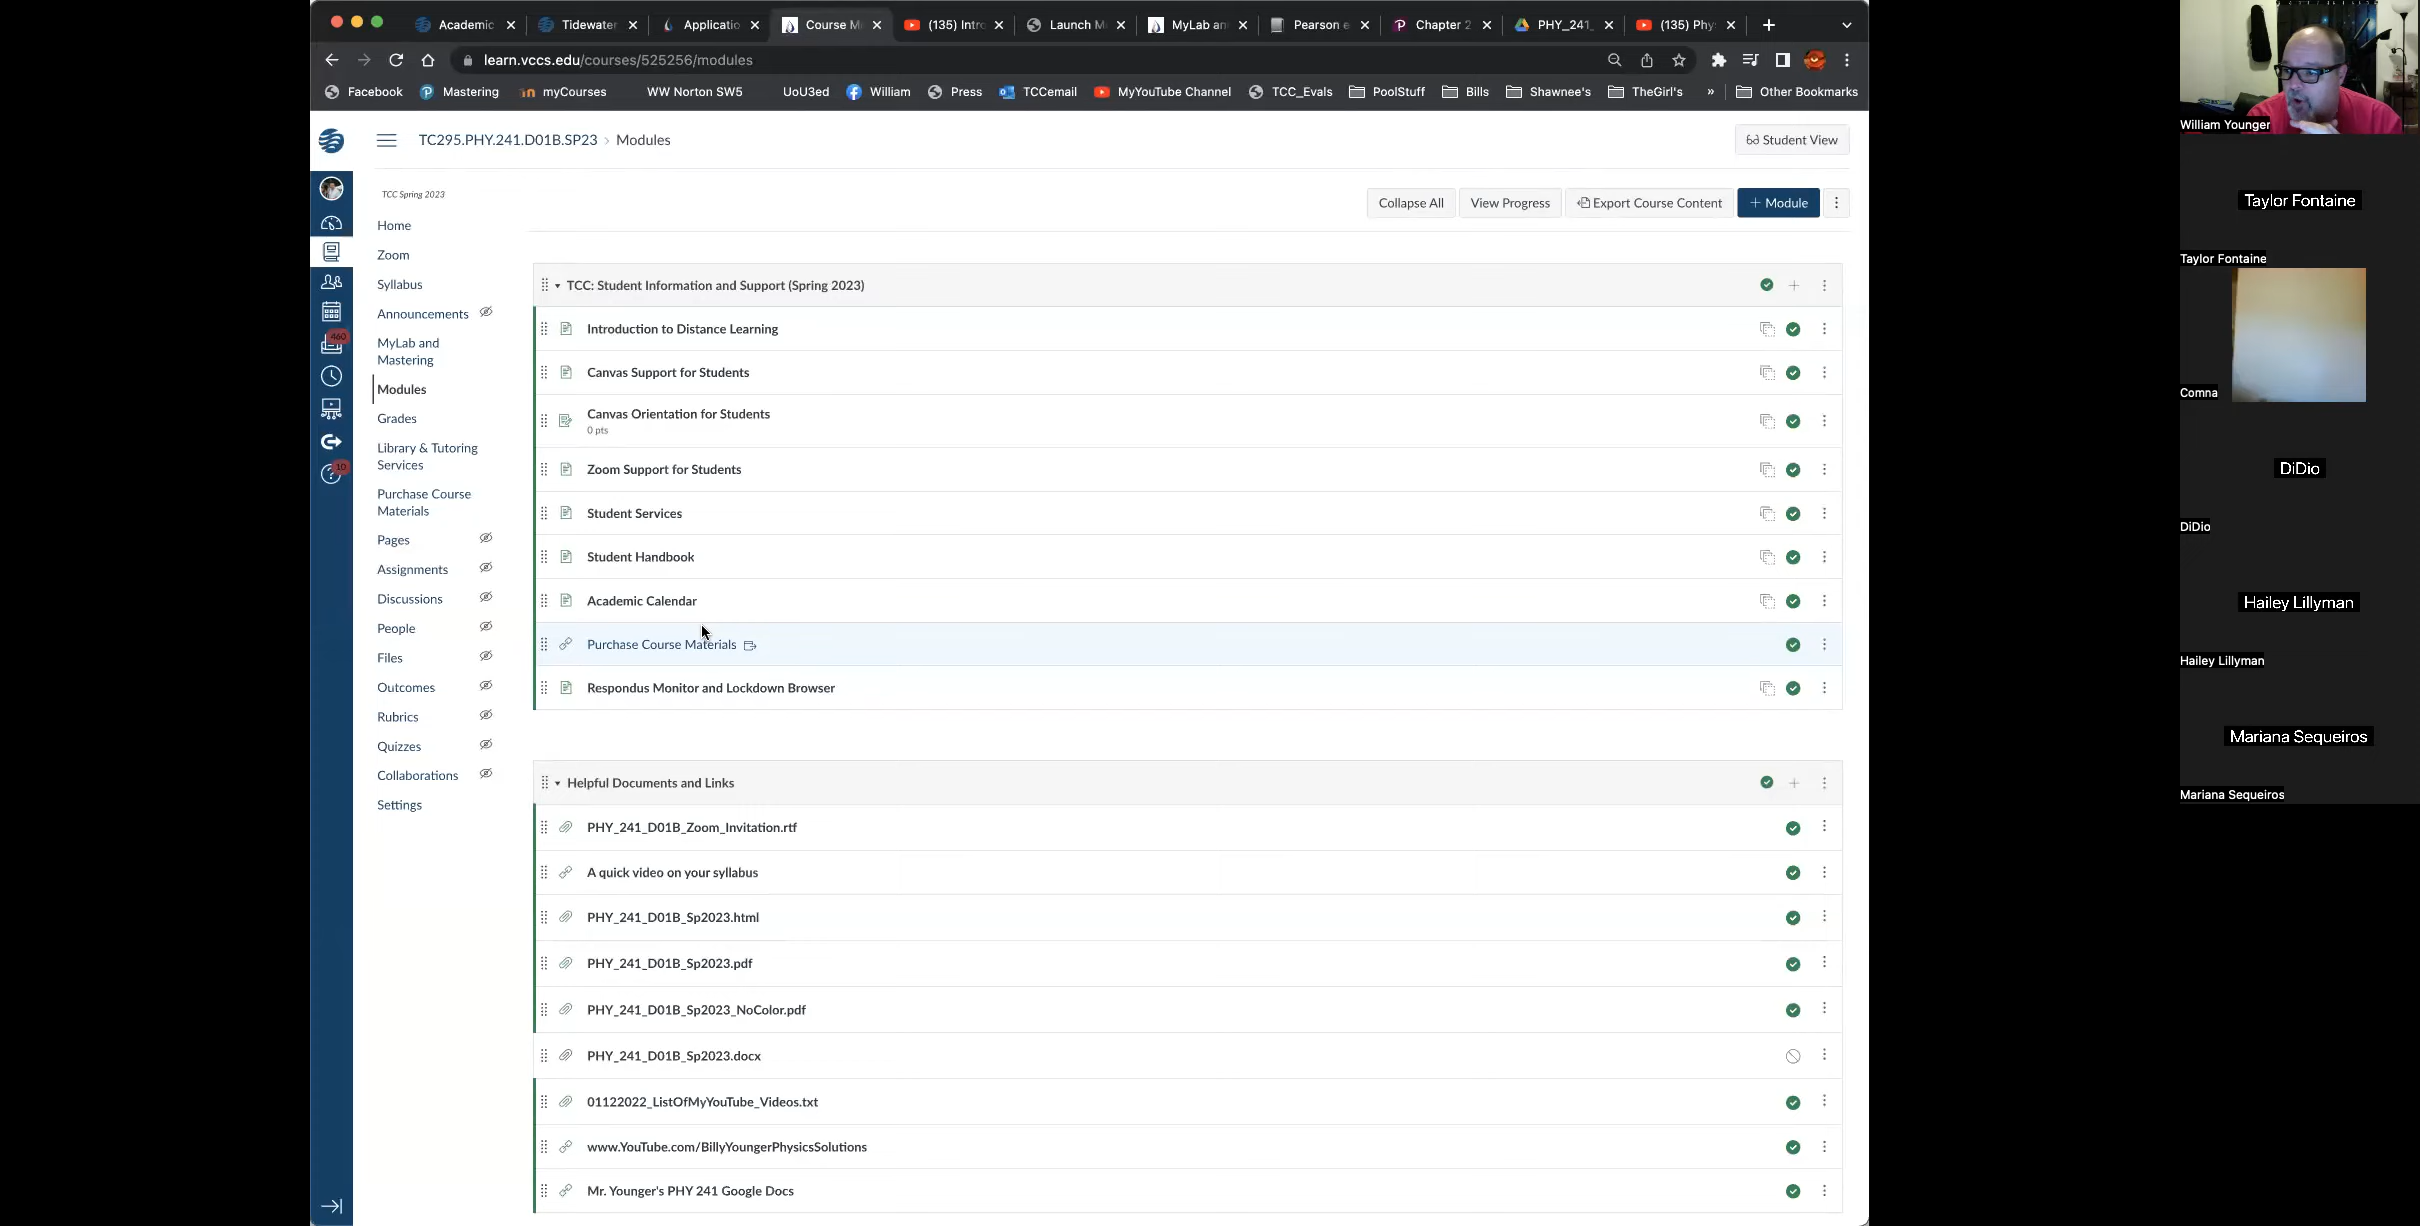 Academic
Tidewater
Applicatio
Course M
(135) Intro
Launch M
MyLab an
Pearson e
Chapter 2
PHY_241_
(135) Phy
learn.vccs.edu/courses/525256/modules
Facebook
Mastering
myCourses
WW Norton SW5
UoU3ed
William
Press
TCCemail
MyYouTube Channel
TCC_Evals
PoolStuff
Bills
Shawnee's
TheGirl's
»
Other Bookmarks
TC295.PHY.241.D01B.SP23 › Modules
Student View
TCC Spring 2023
Home
Zoom
Syllabus
Announcements
MyLab and
Mastering
Modules
Grades
Library & Tutoring
Services
Purchase Course
Materials
Pages
Assignments
Discussions
People
Files
Outcomes
Rubrics
Quizzes
Collaborations
Settings
460
10
Collapse All
View Progress
Export Course Content
+ Module
TCC: Student Information and Support (Spring 2023)
Introduction to Distance Learning
Canvas Support for Students
Canvas Orientation for Students
0 pts
Zoom Support for Students
Student Services
Student Handbook
Academic Calendar
Purchase Course Materials
Respondus Monitor and Lockdown Browser
Helpful Documents and Links
PHY_241_D01B_Zoom_Invitation.rtf
A quick video on your syllabus
PHY_241_D01B_Sp2023.html
PHY_241_D01B_Sp2023.pdf
PHY_241_D01B_Sp2023_NoColor.pdf
PHY_241_D01B_Sp2023.docx
01122022_ListOfMyYouTube_Videos.txt
www.YouTube.com/BillyYoungerPhysicsSolutions
Mr. Younger's PHY 241 Google Docs
William Younger
Taylor Fontaine
Taylor Fontaine
Comna
DiDio
DiDio
Hailey Lillyman
Hailey Lillyman
Mariana Sequeiros
Mariana Sequeiros